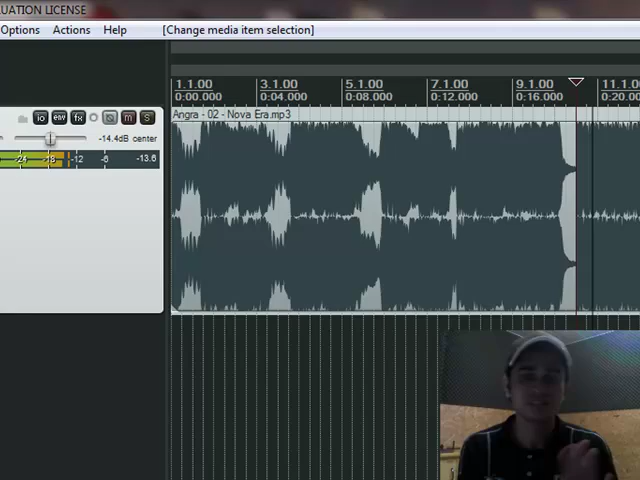 LUATION LICENSE
Options Actions Help [Change media item selection]
1.1.00 3.1.00 5.1.00 7.1.00 9.1.00 11.1.00
0:00.000 0:04.000 0:08.000 0:12.000 0:16.000 0:20.00
Angra - 02 - Nova Era.mp3
io env fx M S
-14.4dB center
-24 -18 -12 -6 -13.6